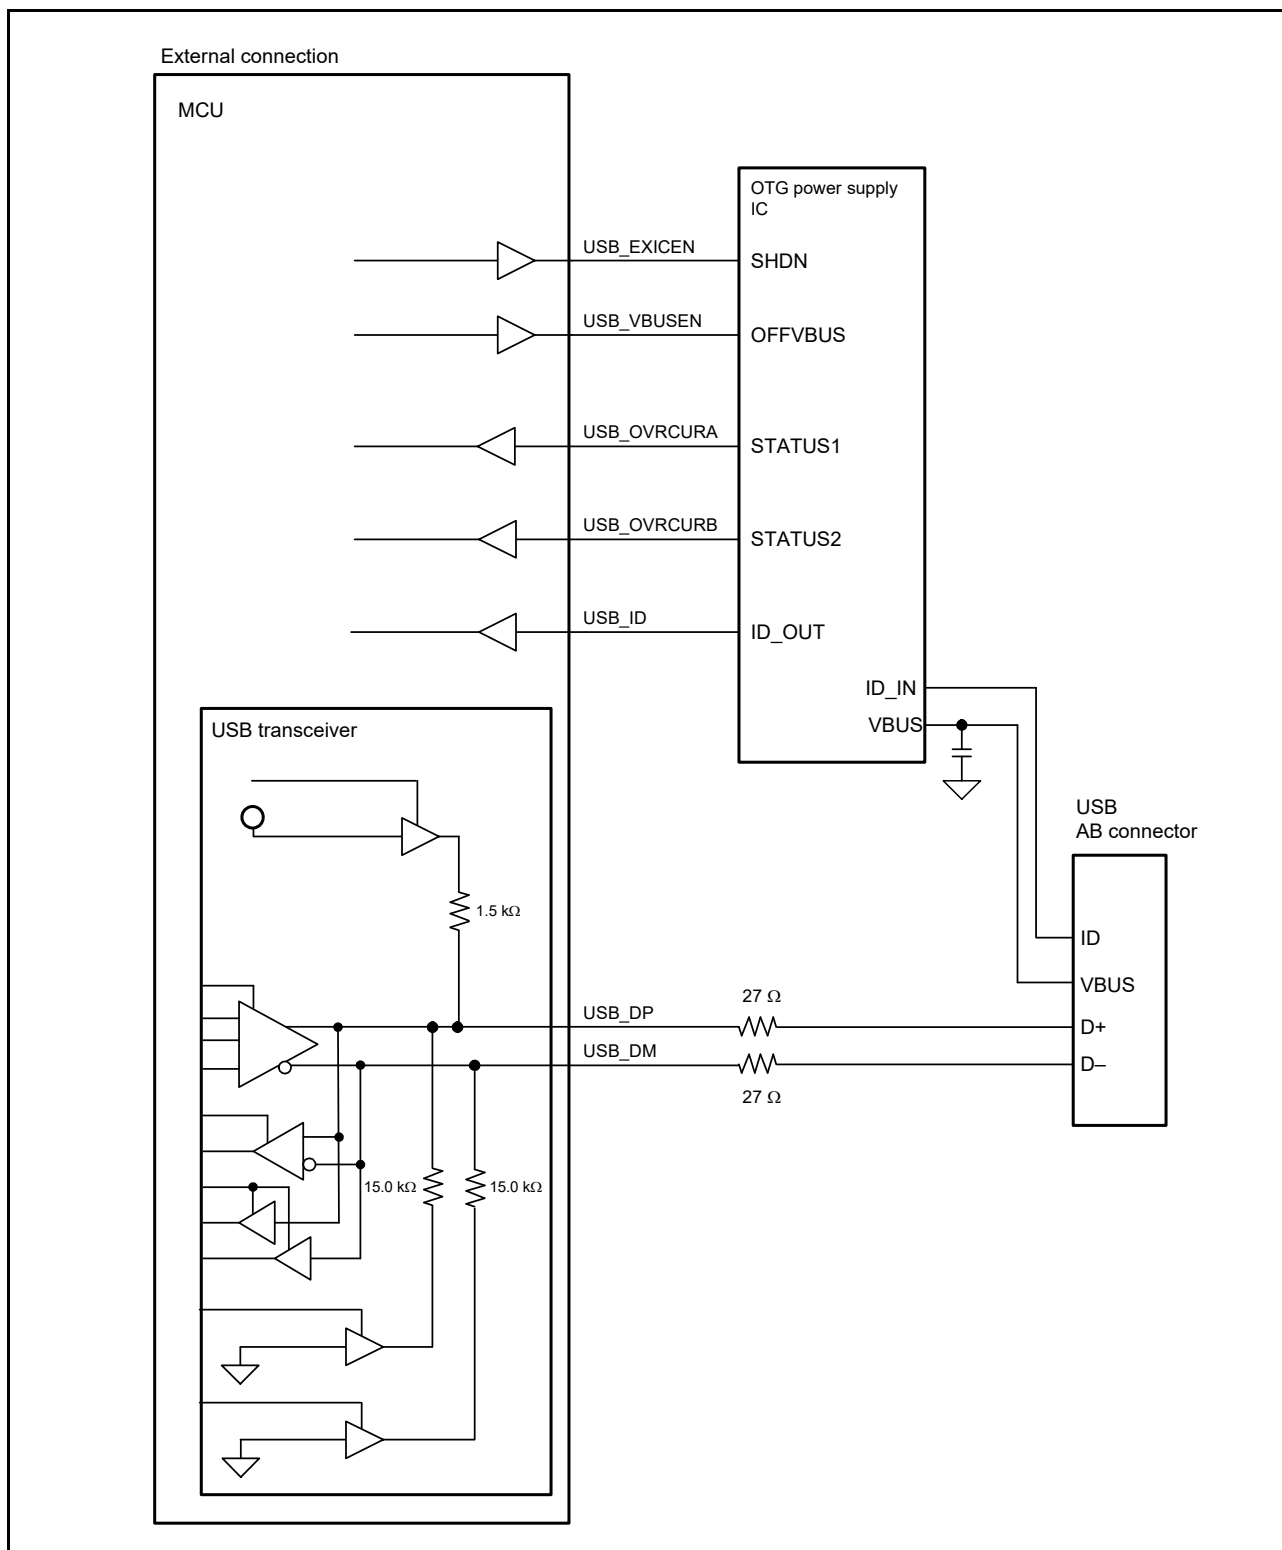 External connection
MCU
OTG power supply
IC
USB_EXICEN
SHDN
USB_VBUSEN
OFFVBUS
USB_OVRCURA
STATUS1
USB_OVRCURB
STATUS2
USB_ID
ID_OUT
ID_IN
VBUS
USB transceiver
USB
AB connector
1.5 kΩ
ID
VBUS
27 Ω
USB_DP
D+
USB_DM
D–
27 Ω
15.0 kΩ
15.0 kΩ